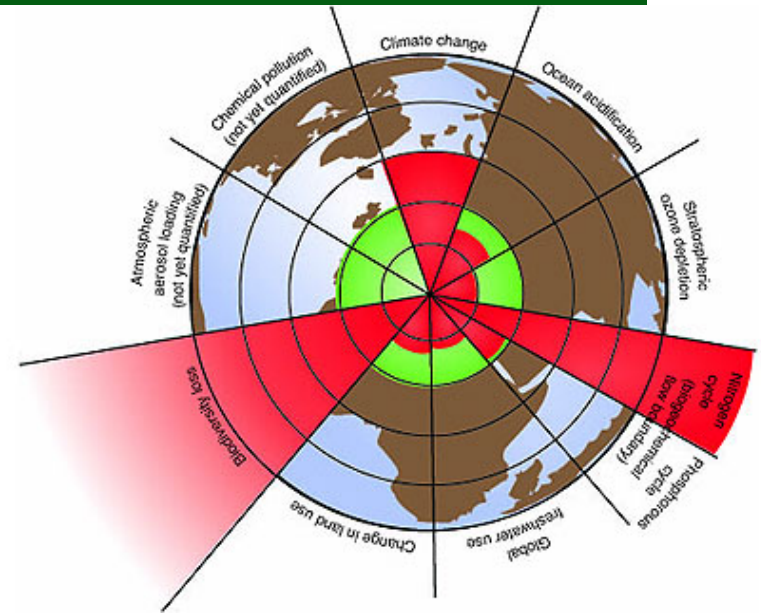 Climate change
Ocean acidification
Stratospheric
ozone depletion
Nitrogen
cycle
(biogeochemical
flow boundary)
Phosphorous
cycle
Global
freshwater use
Change in land use
Biodiversity loss
Atmospheric
aerosol loading
(not yet quantified)
Chemical pollution
(not yet quantified)